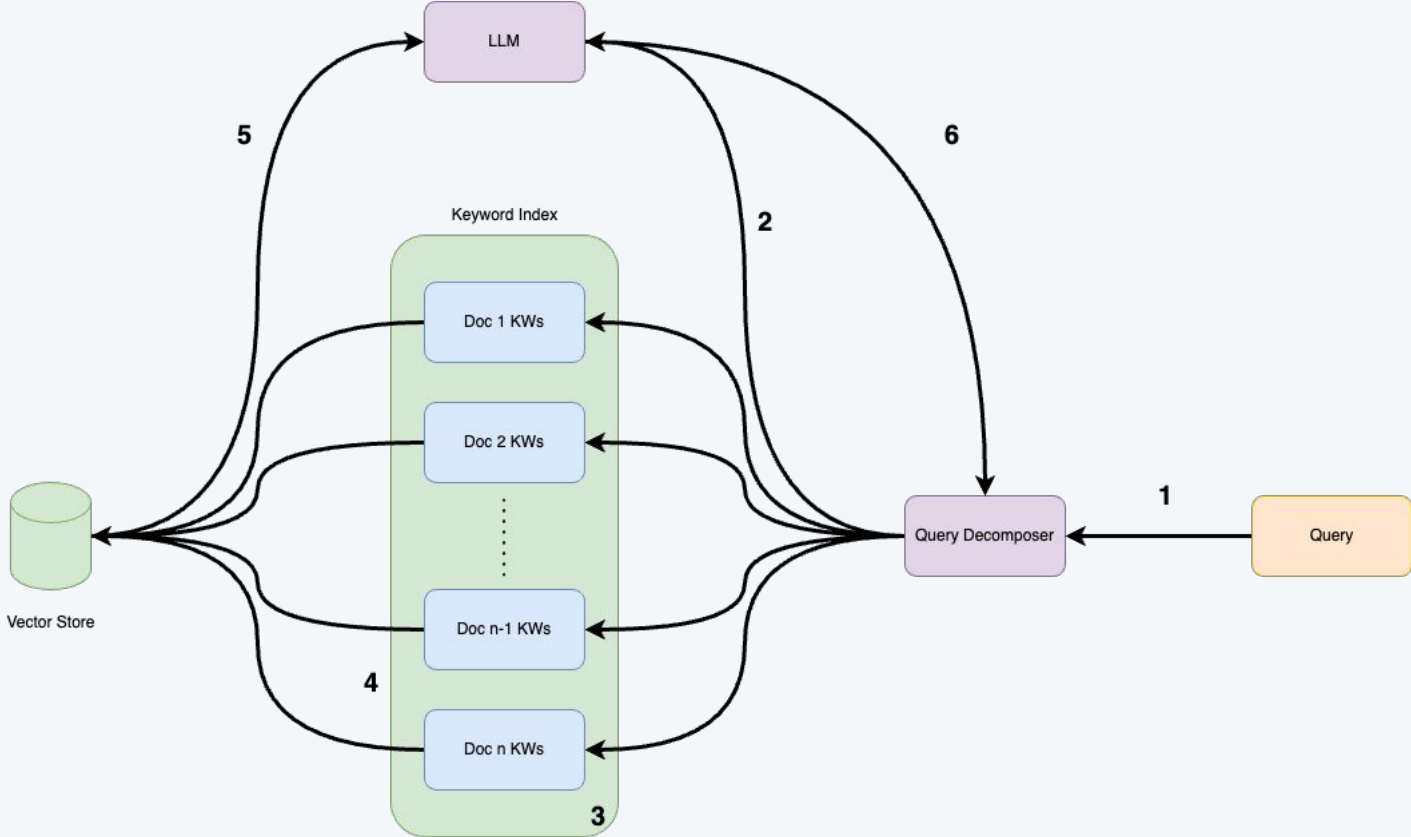 LLM
5
6
2
Keyword Index
Doc 1 KWs
Doc 2 KWs
1
Query Decomposer
Query
Vector Store
Doc n-1 KWs
4
Doc n KWs
3